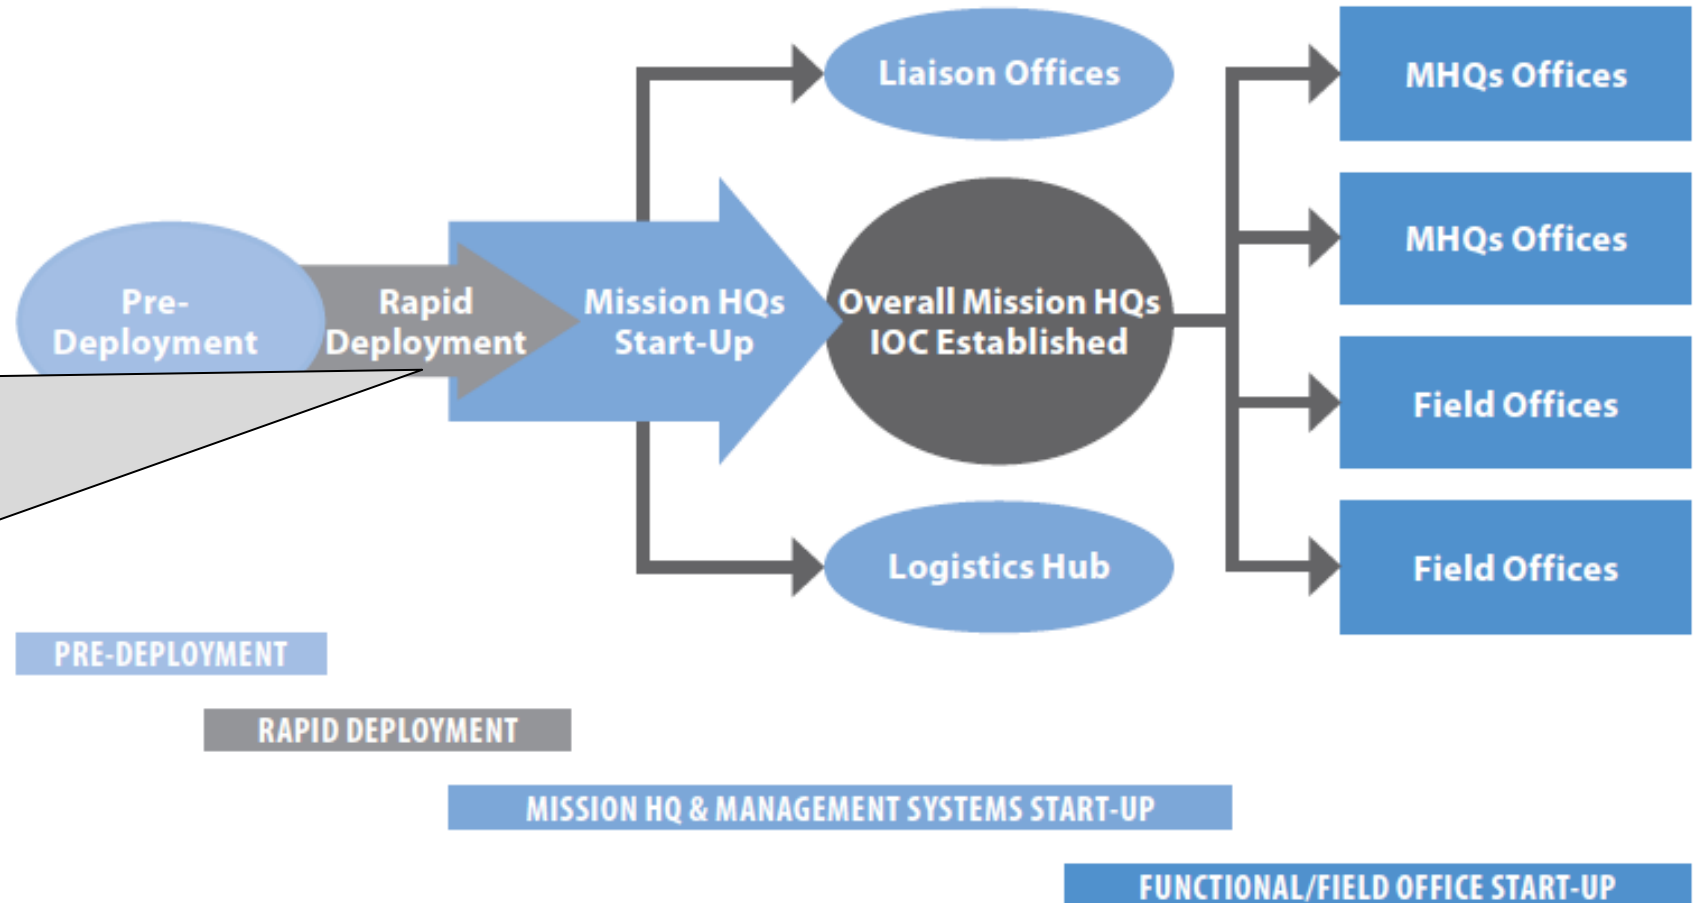 Liaison Offices
MHQs Offices
MHQs Offices
Pre-
Deployment
Rapid
Deployment
Mission HQs
Start-Up
Overall Mission HQs
IOC Established
Field Offices
Logistics Hub
Field Offices
PRE-DEPLOYMENT
RAPID DEPLOYMENT
MISSION HQ & MANAGEMENT SYSTEMS START-UP
FUNCTIONAL/FIELD OFFICE START-UP